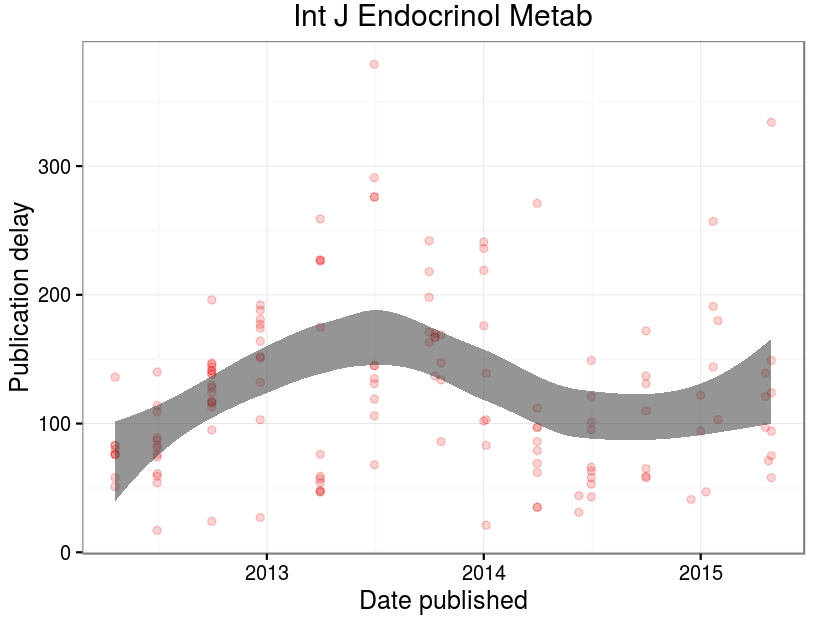 Int J Endocrinol Metab
Publication delay
300
200
100
0
2013 2014 2015
Date published